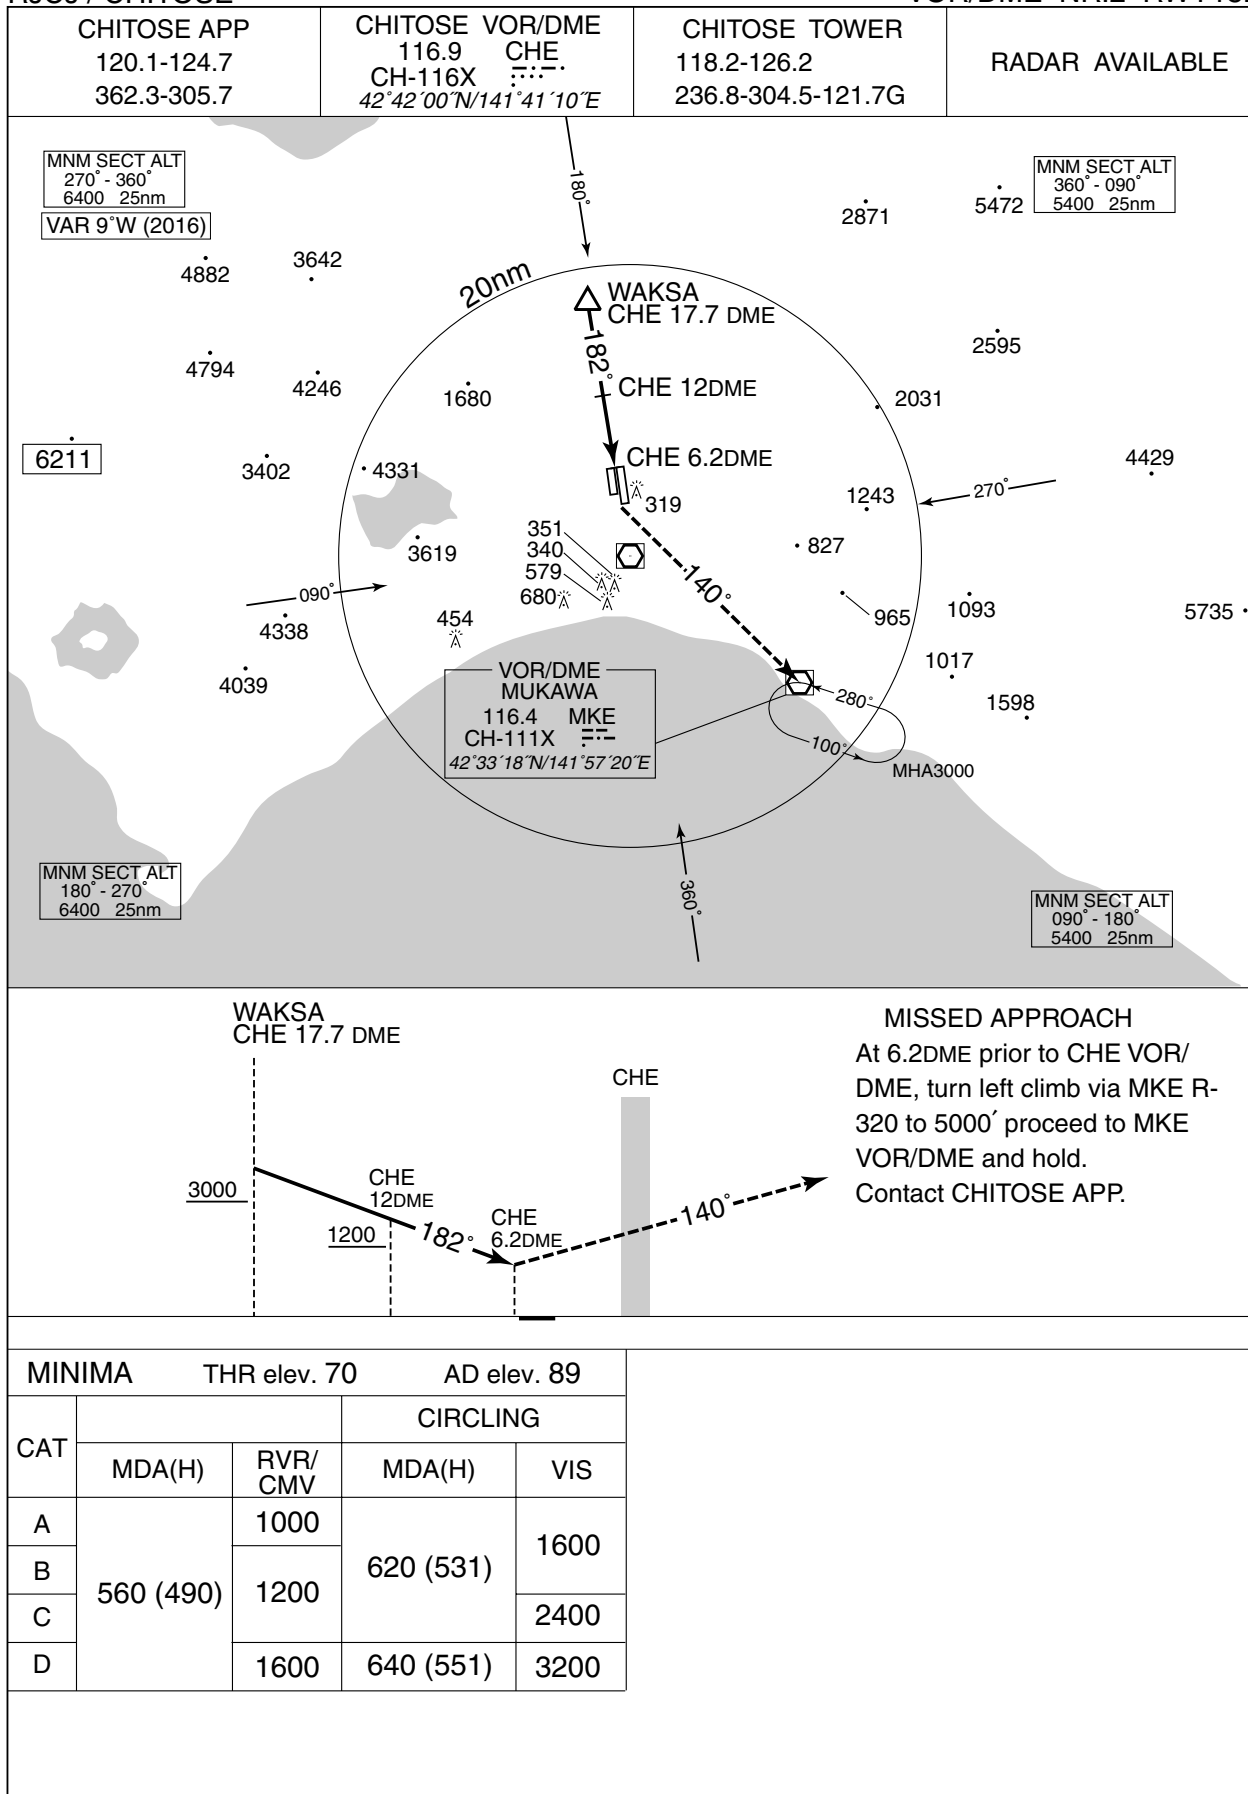 CHITOSE APP
120.1-124.7
362.3-305.7
CHITOSE VOR/DME
116.9 CHE
CH-116X
42°42´00˝N/141°41´10˝E
CHITOSE TOWER
118.2-126.2
236.8-304.5-121.7G
RADAR AVAILABLE
MNM SECT ALT
270° - 360°
6400 25nm
VAR 9°W (2016)
MNM SECT ALT
360° - 090°
5400 25nm
180°
2871
5472
4882
3642
20nm
WAKSA
CHE 17.7 DME
182°
2595
4794
4246
1680
CHE 12DME
2031
6211
3402
4331
CHE 6.2DME
4429
319
1243
270°
351
340
579
680
3619
827
140°
090°
4338
454
965
1093
5735
4039
1017
1598
VOR/DME
MUKAWA
116.4 MKE
CH-111X
42°33´18˝N/141°57´20˝E
280°
100°
MHA3000
360°
MNM SECT ALT
180° - 270°
6400 25nm
MNM SECT ALT
090° - 180°
5400 25nm
WAKSA
CHE 17.7 DME
CHE
3000
CHE
12DME
1200
182°
CHE
6.2DME
140°
MISSED APPROACH
At 6.2DME prior to CHE VOR/
DME, turn left climb via MKE R-
320 to 5000´ proceed to MKE
VOR/DME and hold.
Contact CHITOSE APP.
MINIMA THR elev. 70 AD elev. 89
CAT
CIRCLING
MDA(H)
RVR/
CMV
MDA(H)
VIS
A
1000
1600
B
560 (490)
1200
620 (531)
C
2400
D
1600
640 (551)
3200